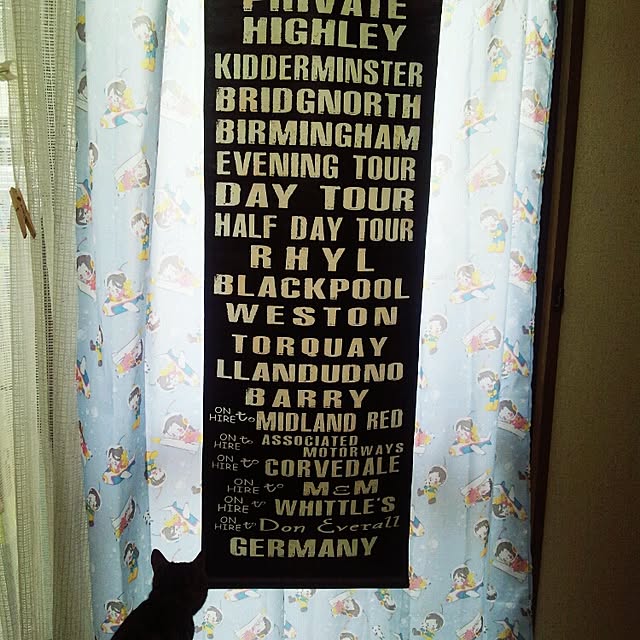 PRIVATE
HIGHLEY
KIDDERMINSTER
BRIDGNORTH
BIRMINGHAM
EVENING TOUR
DAY TOUR
HALF DAY TOUR
RHYL
BLACKPOOL
WESTON
TORQUAY
LLANDUDNO
BARRY
ON HIRE to MIDLAND RED
ON HIRE to ASSOCIATED MOTORWAYS
ON HIRE to CORVEDALE
ON HIRE to McM
ON HIRE to WHITTLE'S
ON HIRE to Don Everall
GERMANY